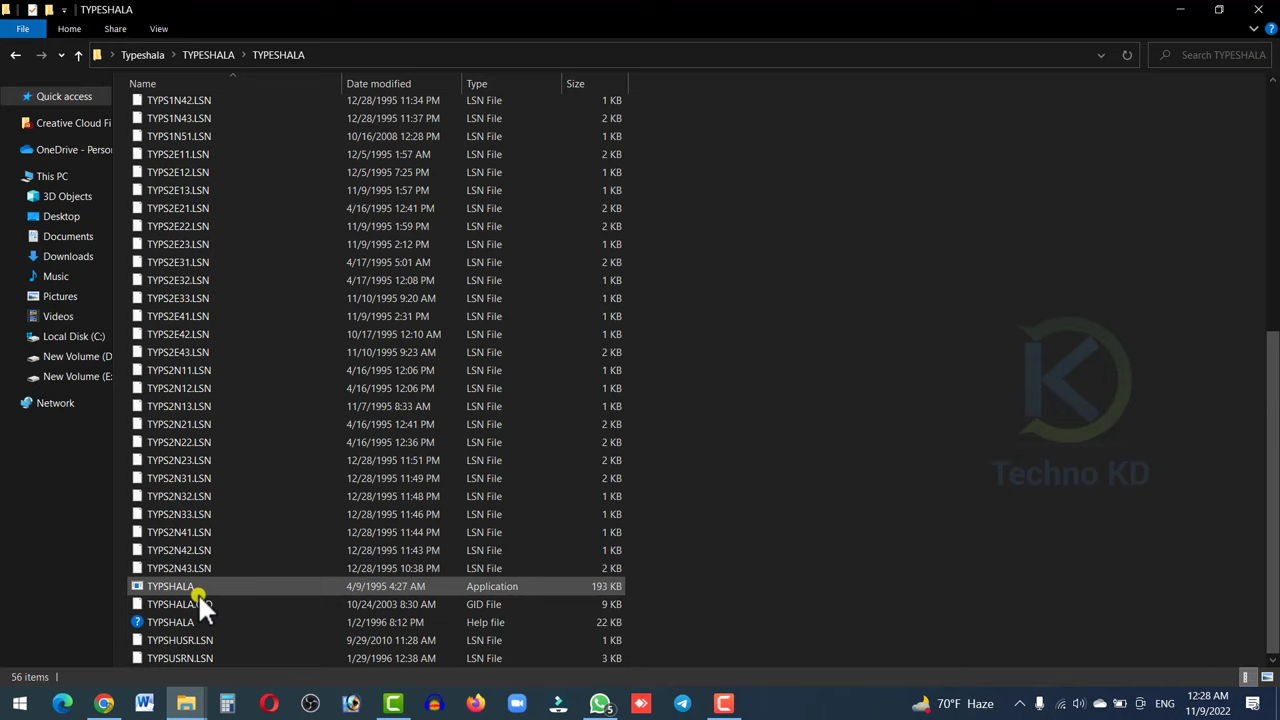 TYPESHALA
File Home Share View
Typeshala TYPESHALA TYPESHALA Search TYPESHALA
Name Date modified Type Size
Quick access
Creative Cloud Fi
OneDrive - Perso
This PC
3D Objects
Desktop
Documents
Downloads
Music
Pictures
Videos
Local Disk (C:)
New Volume (D
New Volume (E:
Network
TYPS1N42.LSN 12/28/1995 11:34 PM LSN File 1 KB
TYPS1N43.LSN 12/28/1995 11:37 PM LSN File 2 KB
TYPS1N51.LSN 10/16/2008 12:28 PM LSN File 1 KB
TYPS2E11.LSN 12/5/1995 1:57 AM LSN File 2 KB
TYPS2E12.LSN 12/5/1995 7:25 PM LSN File 1 KB
TYPS2E13.LSN 11/9/1995 1:57 PM LSN File 1 KB
TYPS2E21.LSN 4/16/1995 12:41 PM LSN File 2 KB
TYPS2E22.LSN 11/9/1995 1:59 PM LSN File 2 KB
TYPS2E23.LSN 11/9/1995 2:12 PM LSN File 1 KB
TYPS2E31.LSN 4/17/1995 5:01 AM LSN File 2 KB
TYPS2E32.LSN 4/17/1995 12:08 PM LSN File 1 KB
TYPS2E33.LSN 11/10/1995 9:20 AM LSN File 1 KB
TYPS2E41.LSN 11/9/1995 2:31 PM LSN File 1 KB
TYPS2E42.LSN 10/17/1995 12:10 AM LSN File 2 KB
TYPS2E43.LSN 11/10/1995 9:23 AM LSN File 2 KB
TYPS2N11.LSN 4/16/1995 12:06 PM LSN File 1 KB
TYPS2N12.LSN 4/16/1995 12:06 PM LSN File 1 KB
TYPS2N13.LSN 11/7/1995 8:33 AM LSN File 1 KB
TYPS2N21.LSN 4/16/1995 12:41 PM LSN File 2 KB
TYPS2N22.LSN 4/16/1995 12:36 PM LSN File 2 KB
TYPS2N23.LSN 12/28/1995 11:51 PM LSN File 2 KB
TYPS2N31.LSN 12/28/1995 11:49 PM LSN File 1 KB
TYPS2N32.LSN 12/28/1995 11:48 PM LSN File 1 KB
TYPS2N33.LSN 12/28/1995 11:46 PM LSN File 1 KB
TYPS2N41.LSN 12/28/1995 11:44 PM LSN File 1 KB
TYPS2N42.LSN 12/28/1995 11:43 PM LSN File 1 KB
TYPS2N43.LSN 12/28/1995 10:38 PM LSN File 2 KB
TYPSHALA 4/9/1995 4:27 AM Application 193 KB
TYPSHALA 10/24/2003 8:30 AM GID File 9 KB
TYPSHALA 1/2/1996 8:12 PM Help file 22 KB
TYPSHUSR.LSN 9/29/2010 11:28 AM LSN File 1 KB
TYPSUSRN.LSN 1/29/1996 12:38 AM LSN File 3 KB
Techno KD
56 items
5
70°F Haze ENG 12:28 AM
11/9/2022